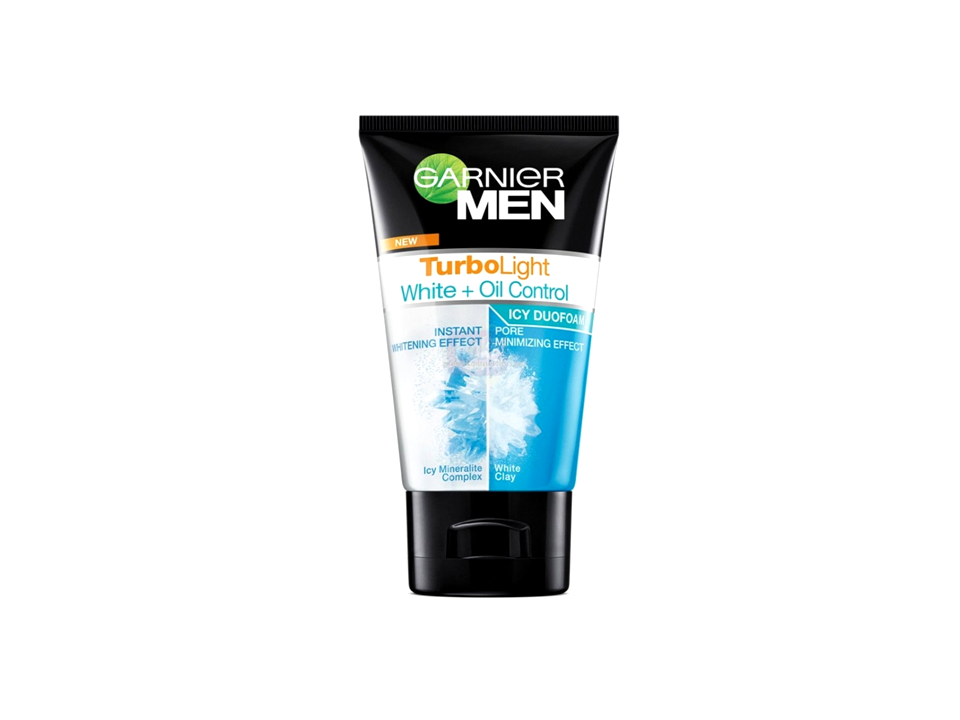 GARNIER
MEN
NEW
TurboLight
White + Oil Control
ICY DUOFOAM
INSTANT
WHITENING EFFECT
PORE
MINIMIZING EFFECT
Icy Mineralite
Complex
White
Clay